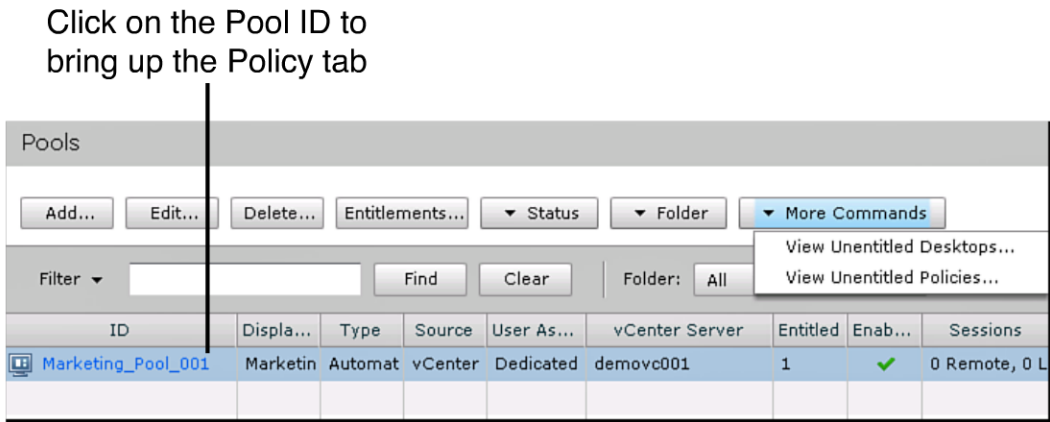 Click on the Pool ID to
bring up the Policy tab
Pools
Add... Edit... Delete... Entitlements... Status Folder More Commands
View Unentitled Desktops...
Filter Find Clear Folder: All View Unentitled Policies...
ID Displa... Type Source User As... vCenter Server Entitled Enab... Sessions
Marketing_Pool_001 Marketin Automat vCenter Dedicated demovc001 1 0 Remote, 0 L